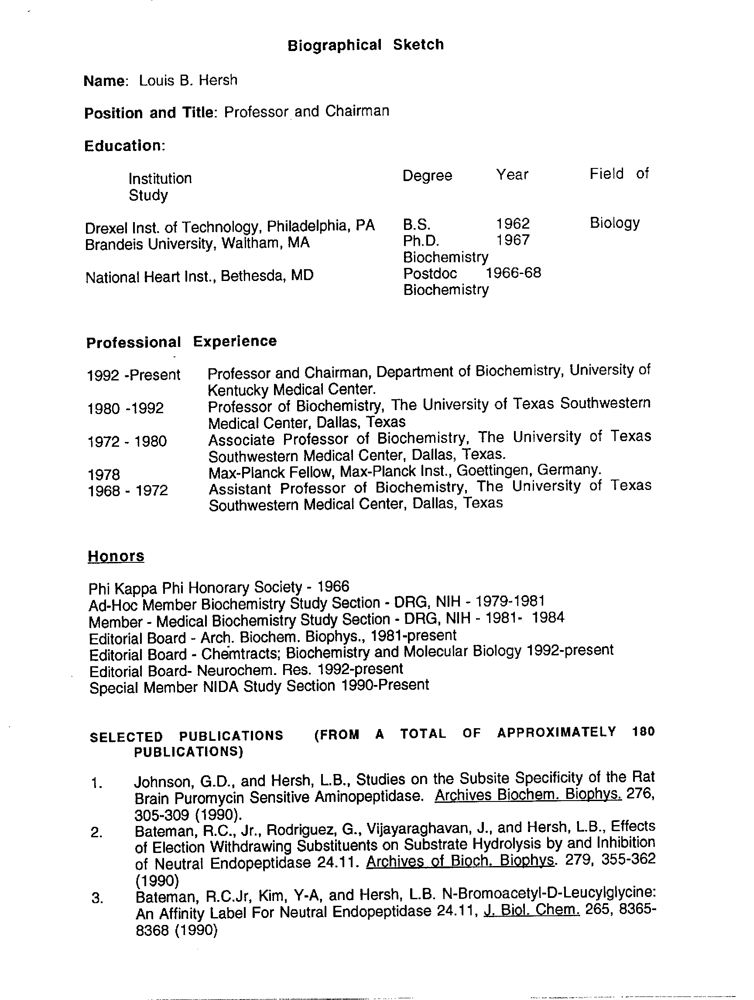 Biographical Sketch
Name: Louis B. Hersh
Position and Title: Professor and Chairman
Education:
Institution Degree Year Field of
Study
Drexel Inst. of Technology, Philadelphia, PA B.S. 1962 Biology
Brandeis University, Waltham, MA Ph.D. 1967
Biochemistry
National Heart Inst., Bethesda, MD Postdoc 1966-68
Biochemistry
Professional Experience
1992 -Present Professor and Chairman, Department of Biochemistry, University of
Kentucky Medical Center.
1980 -1992 Professor of Biochemistry, The University of Texas Southwestern
Medical Center, Dallas, Texas
1972 - 1980 Associate Professor of Biochemistry, The University of Texas
Southwestern Medical Center, Dallas, Texas.
1978 Max-Planck Fellow, Max-Planck Inst., Goettingen, Germany.
1968 - 1972 Assistant Professor of Biochemistry, The University of Texas
Southwestern Medical Center, Dallas, Texas
Honors
Phi Kappa Phi Honorary Society - 1966
Ad-Hoc Member Biochemistry Study Section - DRG, NIH - 1979-1981
Member - Medical Biochemistry Study Section - DRG, NIH - 1981- 1984
Editorial Board - Arch. Biochem. Biophys., 1981-present
Editorial Board - Chemtracts; Biochemistry and Molecular Biology 1992-present
Editorial Board- Neurochem. Res. 1992-present
Special Member NIDA Study Section 1990-Present
SELECTED PUBLICATIONS (FROM A TOTAL OF APPROXIMATELY 180
PUBLICATIONS)
1. Johnson, G.D., and Hersh, L.B., Studies on the Subsite Specificity of the Rat
Brain Puromycin Sensitive Aminopeptidase. Archives Biochem. Biophys. 276,
305-309 (1990).
2. Bateman, R.C., Jr., Rodriguez, G., Vijayaraghavan, J., and Hersh, L.B., Effects
of Election Withdrawing Substituents on Substrate Hydrolysis by and Inhibition
of Neutral Endopeptidase 24.11. Archives of Bioch. Biophys. 279, 355-362
(1990)
3. Bateman, R.C.Jr, Kim, Y-A, and Hersh, L.B. N-Bromoacetyl-D-Leucylglycine:
An Affinity Label For Neutral Endopeptidase 24.11, J. Biol. Chem. 265, 8365-
8368 (1990)